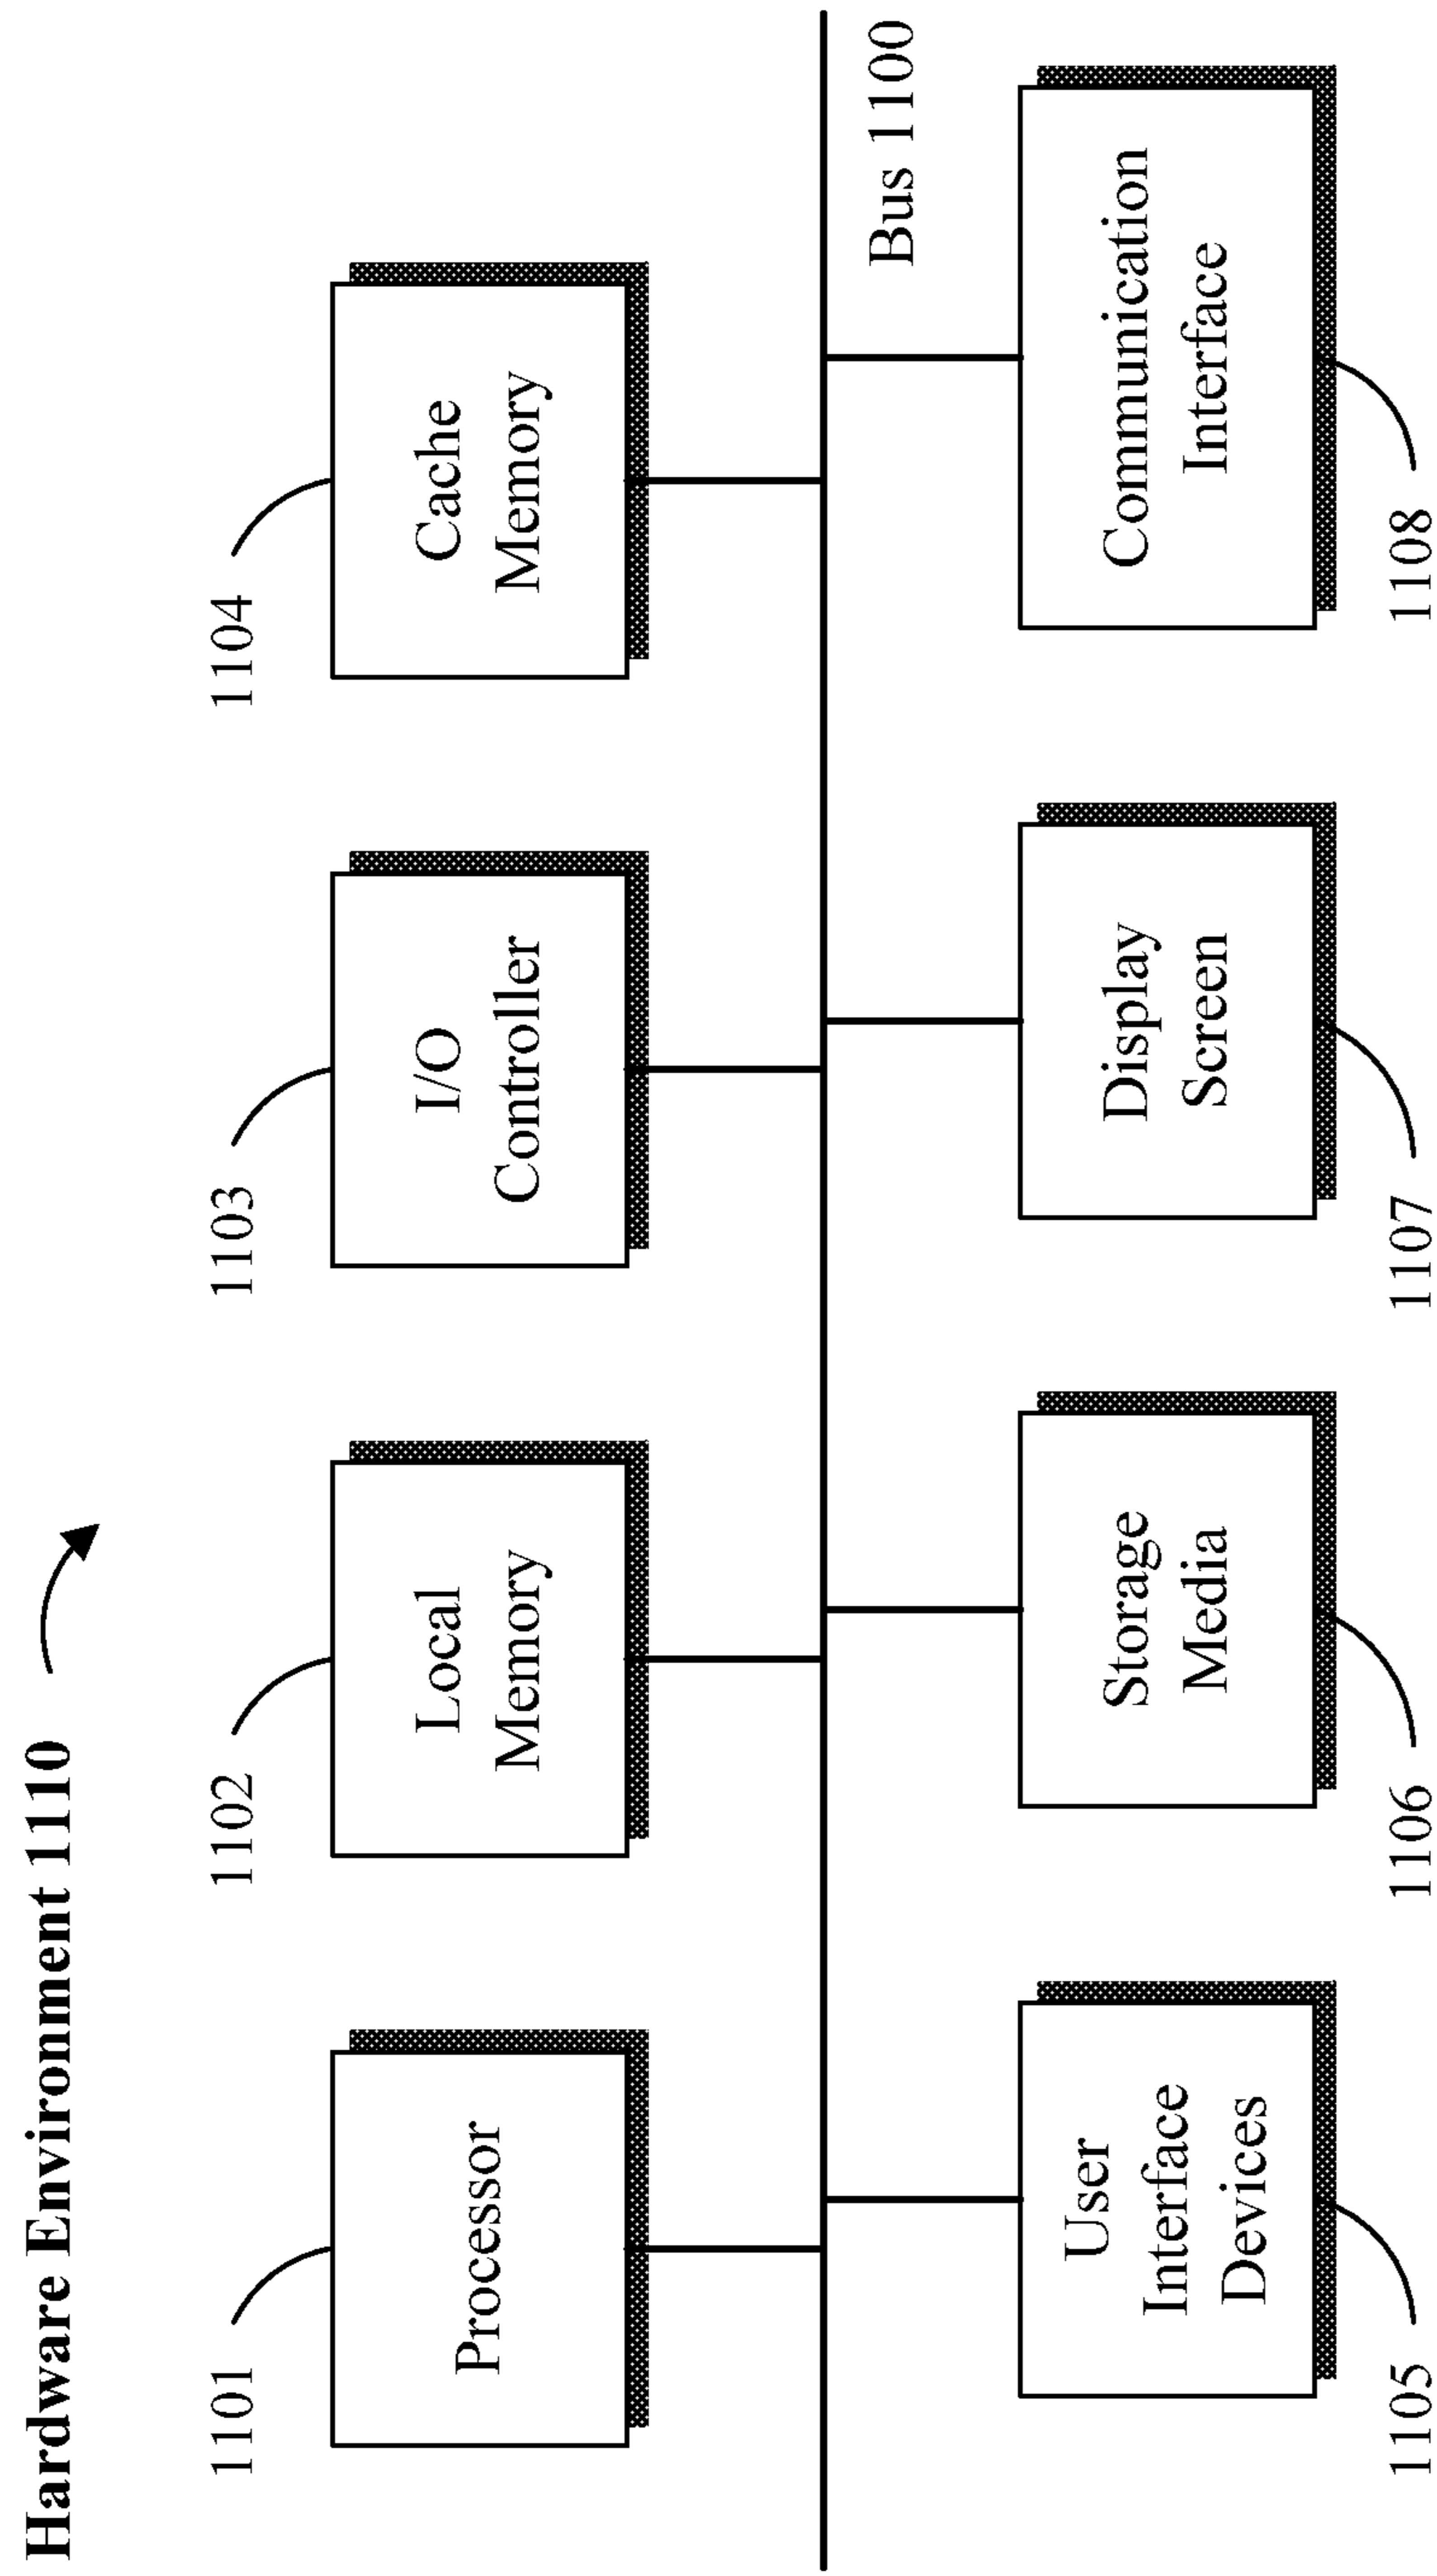 Hardware Environment 1110
1101
1102
1103
1104
Processor
Local
Memory
I/O
Controller
Cache
Memory
Bus 1100
User
Interface
Devices
Storage
Media
Display
Screen
Communication
Interface
1105
1106
1107
1108